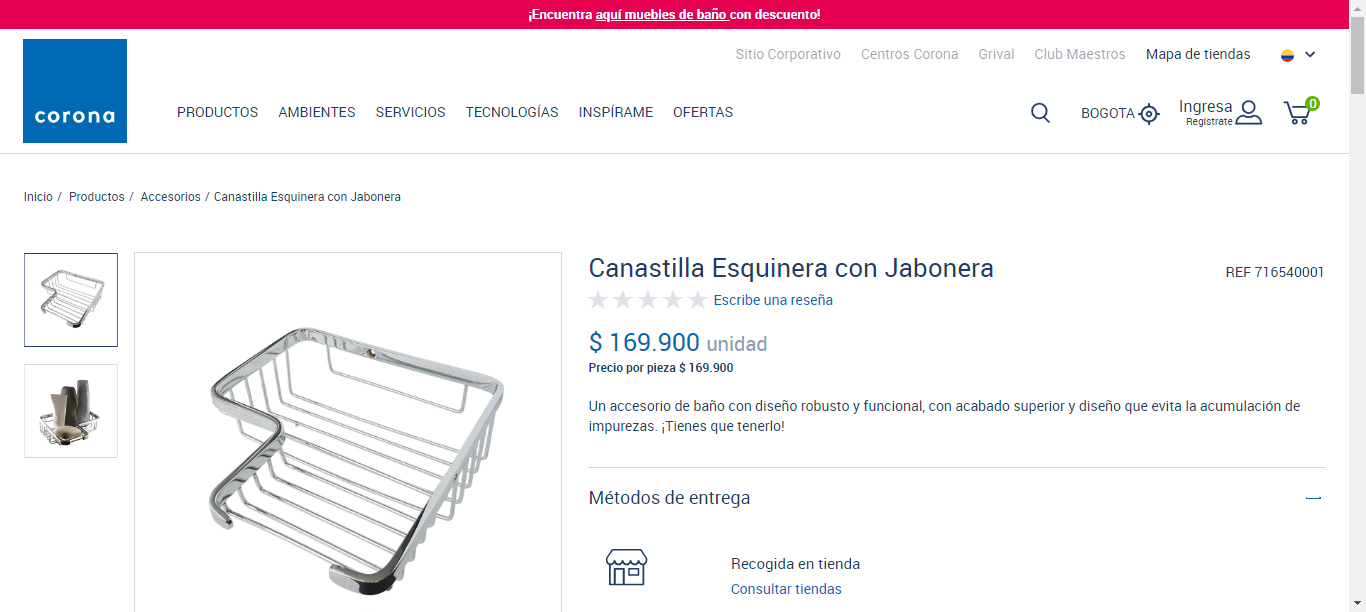 ¡Encuentra aquí muebles de baño con descuento!
Sitio Corporativo Centros Corona Grival Club Maestros Mapa de tiendas
corona
PRODUCTOS AMBIENTES SERVICIOS TECNOLOGÍAS INSPÍRAME OFERTAS
BOGOTA
Ingresa
Regístrate
0
Inicio / Productos / Accesorios / Canastilla Esquinera con Jabonera
Canastilla Esquinera con Jabonera
REF 716540001
Escribe una reseña
$ 169.900 unidad
Precio por pieza $ 169.900
Un accesorio de baño con diseño robusto y funcional, con acabado superior y diseño que evita la acumulación de
impurezas. ¡Tienes que tenerlo!
Métodos de entrega
Recogida en tienda
Consultar tiendas